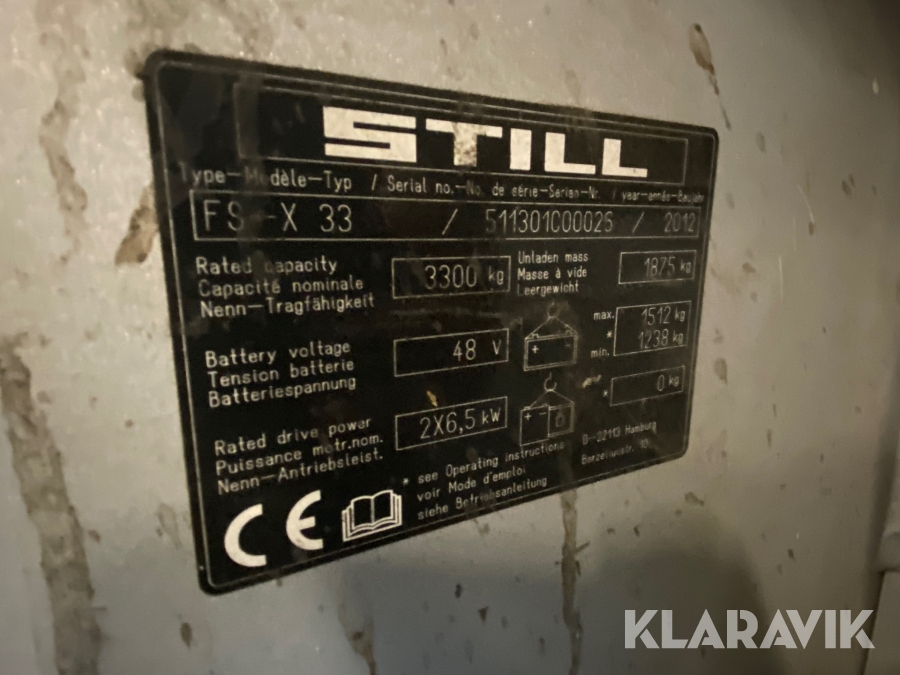 STILL
Type-Modèle-Typ / Serial no.-No. de série-Serien-Nr. / year-année-Baujahr
FS -X 33 / 511301C00026 / 2012
Rated capacity
Capacité nominale
Nenn-Tragfähigkeit
3300 kg
Unladen mass
Masse à vide
Leergewicht
1875 kg
Battery voltage
Tension batterie
Batteriespannung
48 V
max. 1512 kg
*
min. 1238 kg
Rated drive power
Puissance motr.nom.
Nenn-Antriebsleist.
2X6,5 kW
* 0 kg
* see Operating instructions
voir Mode d'emploi
siehe Betriebsanleitung
D-22113 Hamburg
Berzeliusstr. 10
CE
KLARAVIK